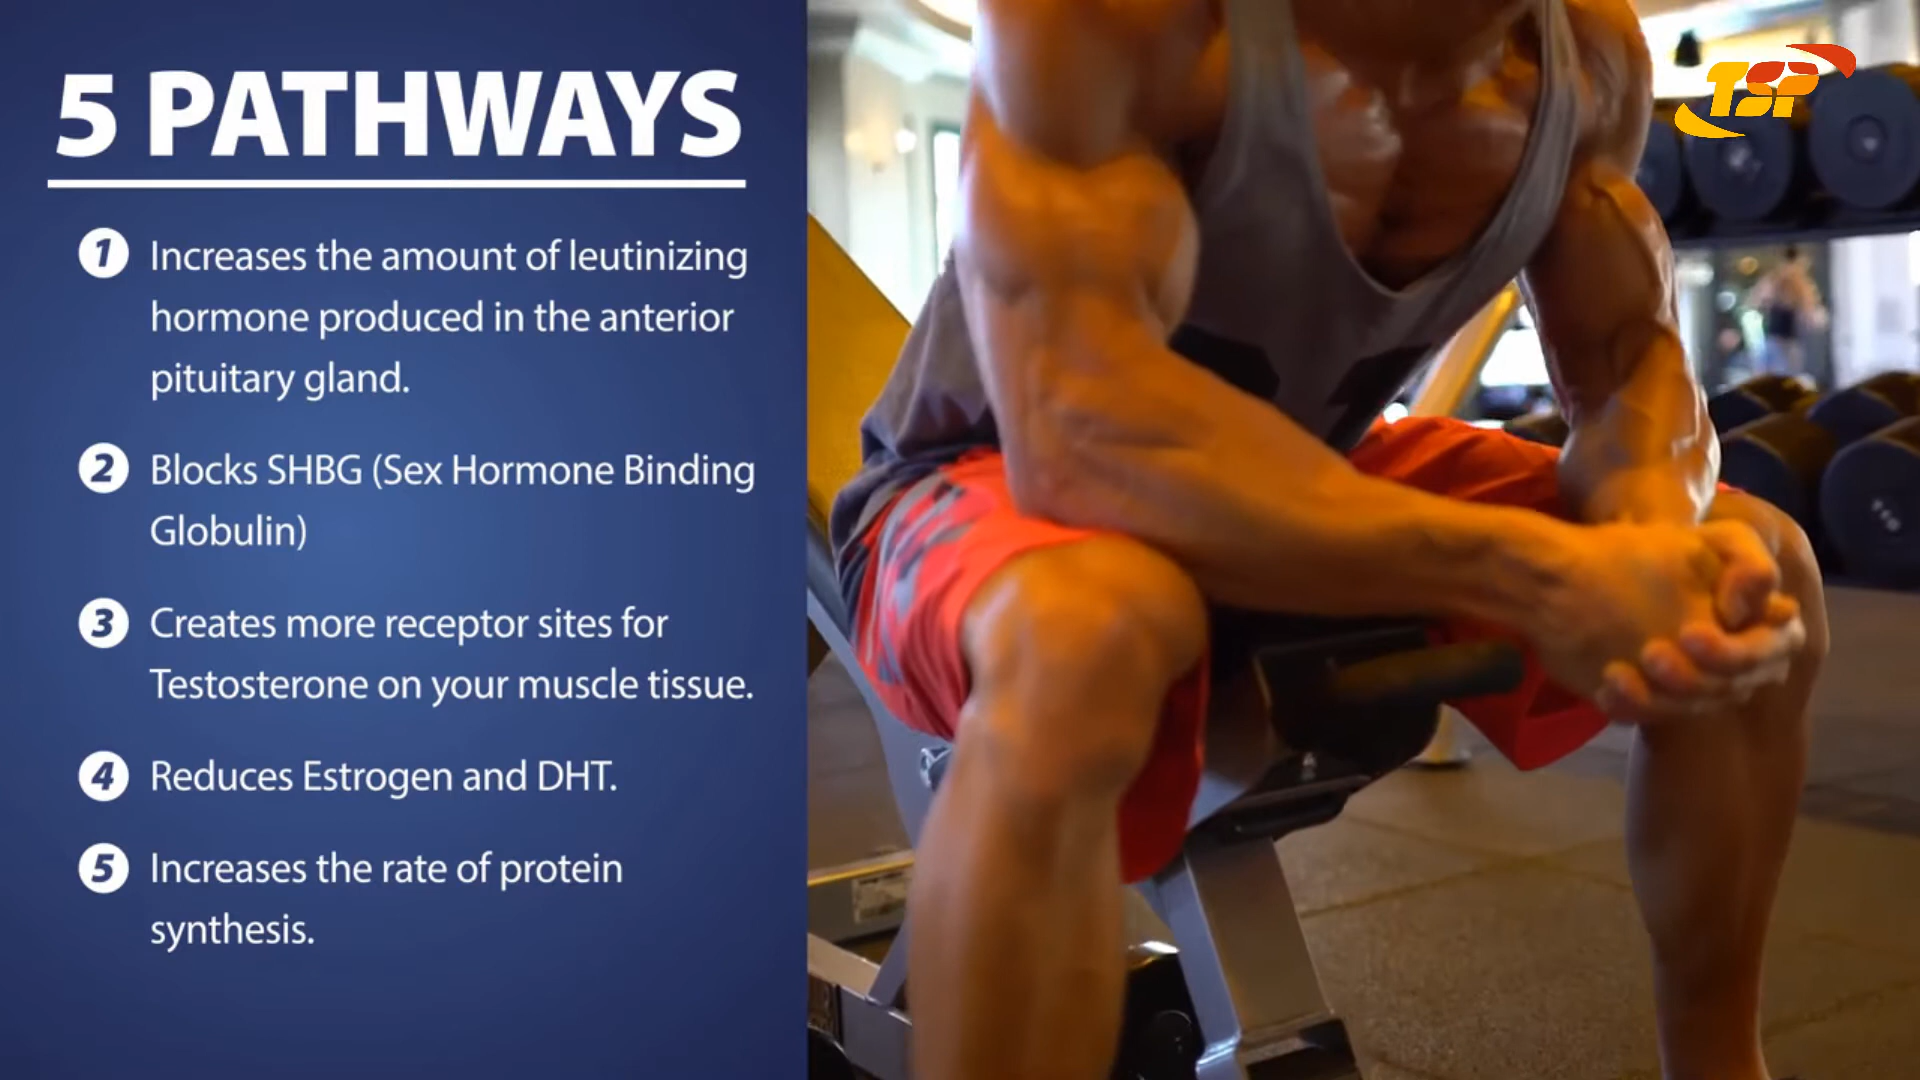 5 PATHWAYS
1 Increases the amount of leutinizing
hormone produced in the anterior
pituitary gland.
2 Blocks SHBG (Sex Hormone Binding
Globulin)
3 Creates more receptor sites for
Testosterone on your muscle tissue.
4 Reduces Estrogen and DHT.
5 Increases the rate of protein
synthesis.
TSP